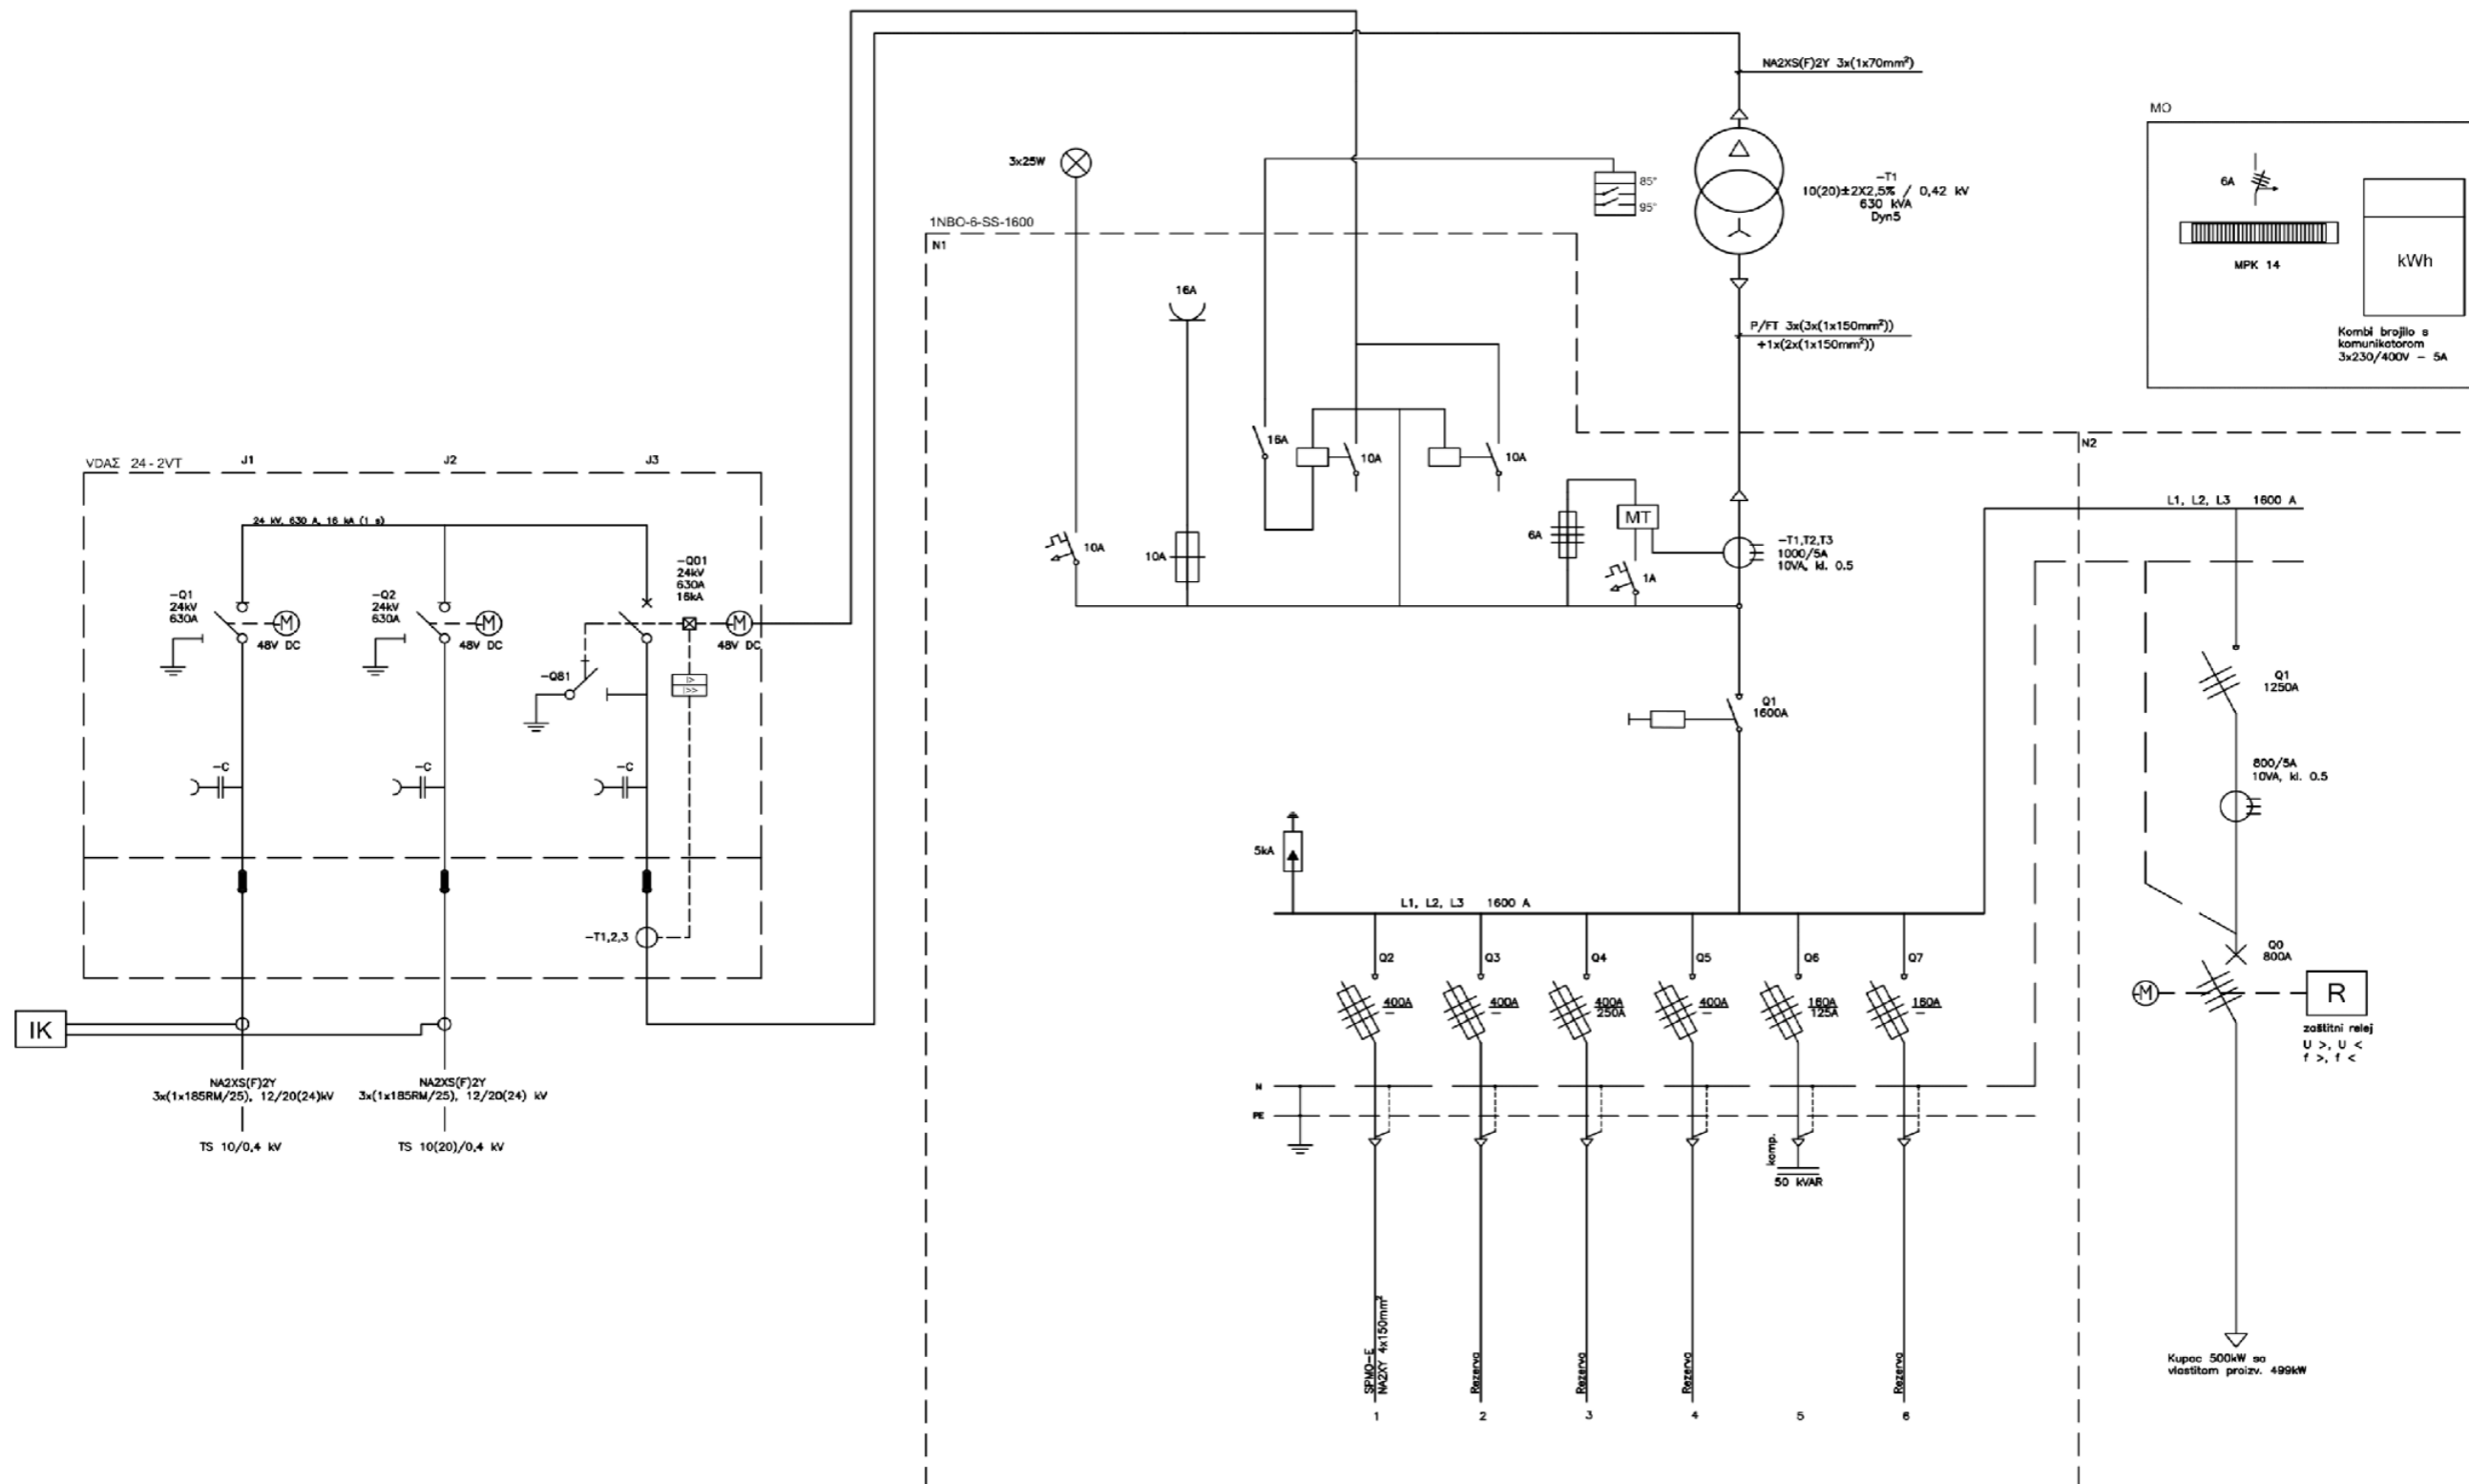 NA2XS(F)2Y 3x(1x70mm²)
MO
6A
MPK 14
kWh
Kombi brojilo s
komunikatorom
3x230/400V – 5A
3x25W
85°
95°
–T1
10(20)±2X2,5% / 0,42 kV
630 kVA
Dyn5
1NBO-6-SS-1600
N1
16A
P/FT 3x(3x(1x150mm²))
+1x(2x(1x150mm²))
16A
10A
10A
N2
VDAΣ 24 - 2VT
J1
J2
J3
24 kV, 630 A, 16 kA (1 s)
L1, L2, L3 1600 A
10A
10A
6A
MT
1A
–T1,T2,T3
1000/5A
10VA, kl. 0.5
–Q1
24kV
630A
M
48V DC
–Q2
24kV
630A
M
48V DC
–Q01
24kV
630A
16kA
M
48V DC
–Q81
I>
I>>
Q1
1600A
Q1
1250A
–C
–C
–C
800/5A
10VA, kl. 0.5
5kA
L1, L2, L3 1600 A
–T1,2,3
Q2
400A
–
Q3
400A
–
Q4
400A
250A
Q5
400A
–
Q6
160A
125A
Q7
160A
–
Q0
800A
M
R
zaštitni relej
U >, U <
f >, f <
IK
NA2XS(F)2Y
3x(1x185RM/25), 12/20(24)kV
NA2XS(F)2Y
3x(1x185RM/25), 12/20(24) kV
TS 10/0,4 kV
TS 10(20)/0,4 kV
N
PE
komp.
50 kVAR
SPMO–E
NA2XY 4x150mm²
Rezerva
Rezerva
Rezerva
Rezerva
1
2
3
4
5
6
Kupac 500kW sa
vlastitom proizv. 499kW